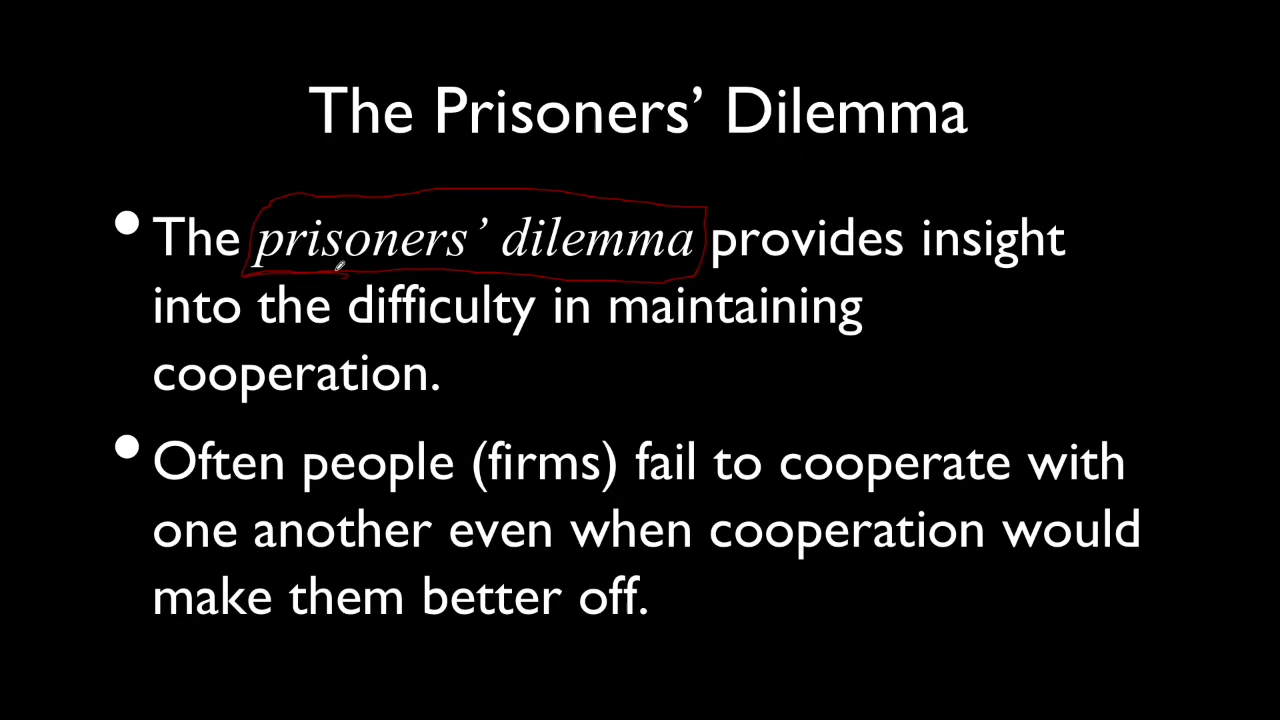 The Prisoners’ Dilemma
• The prisoners’ dilemma provides insight
into the difficulty in maintaining
cooperation.
• Often people (firms) fail to cooperate with
one another even when cooperation would
make them better off.